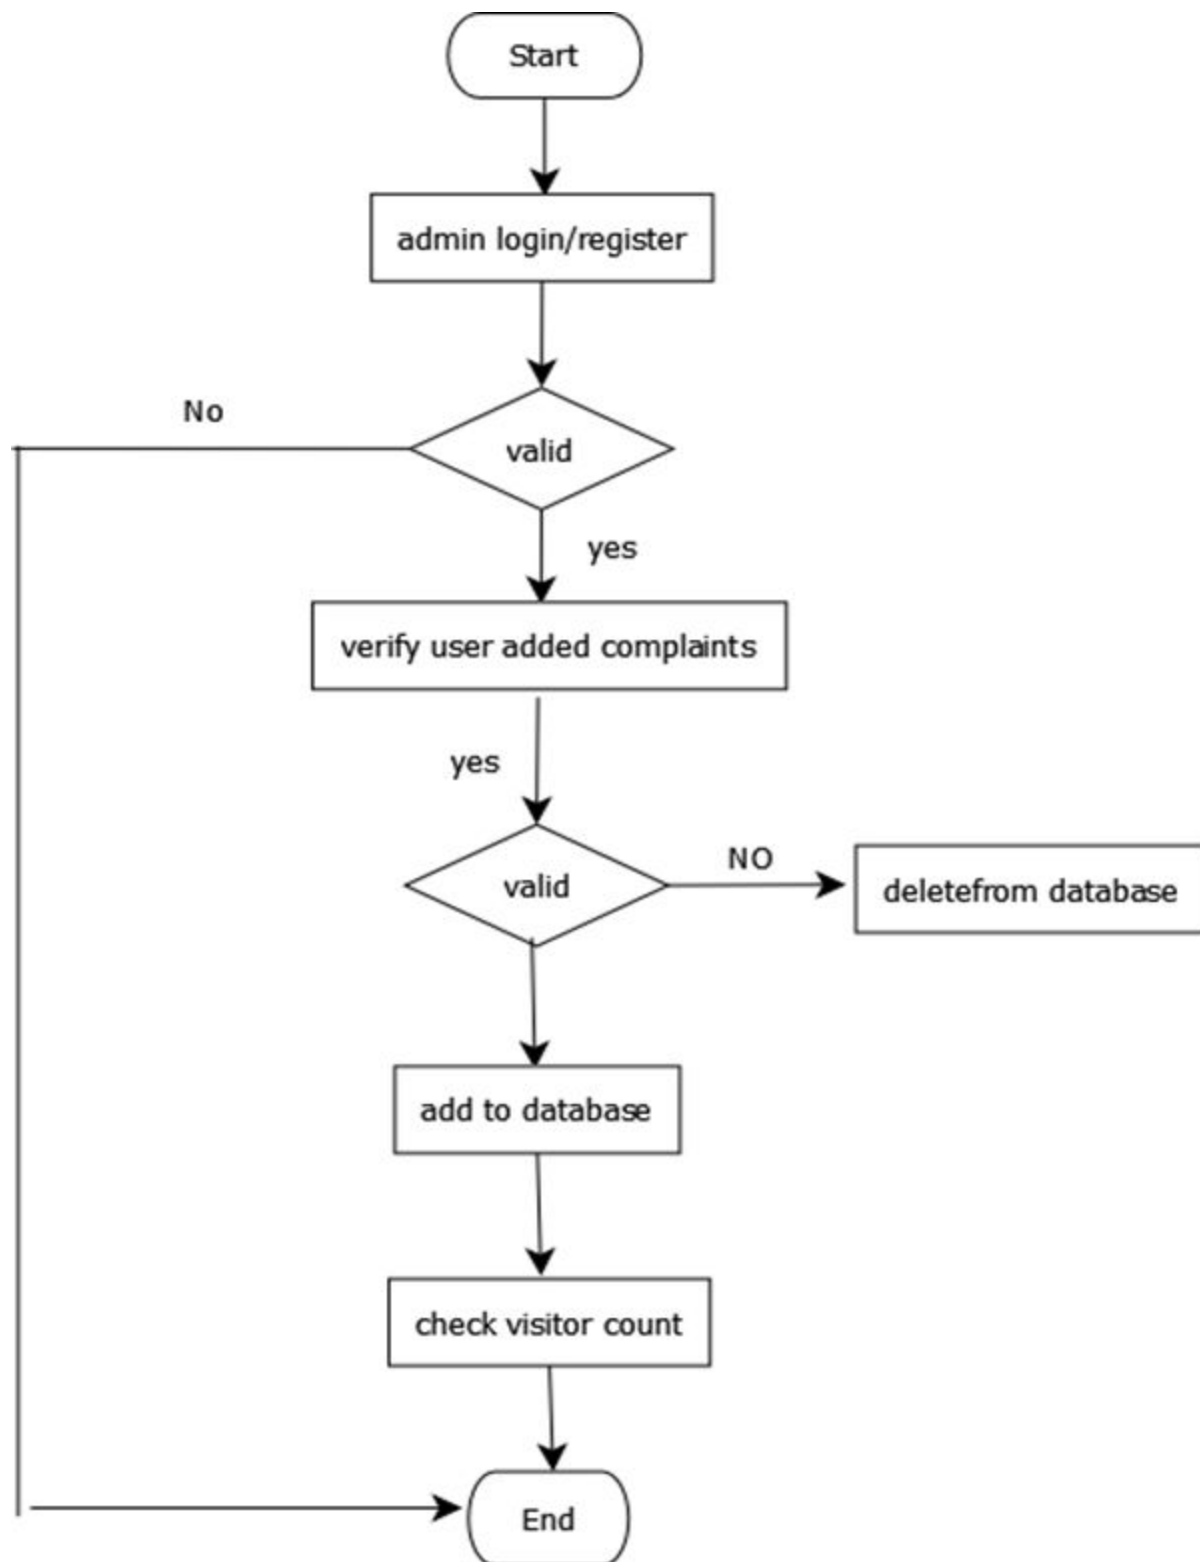 Start
admin login/register
No
valid
yes
verify user added complaints
yes
valid
NO
deletefrom database
add to database
check visitor count
End